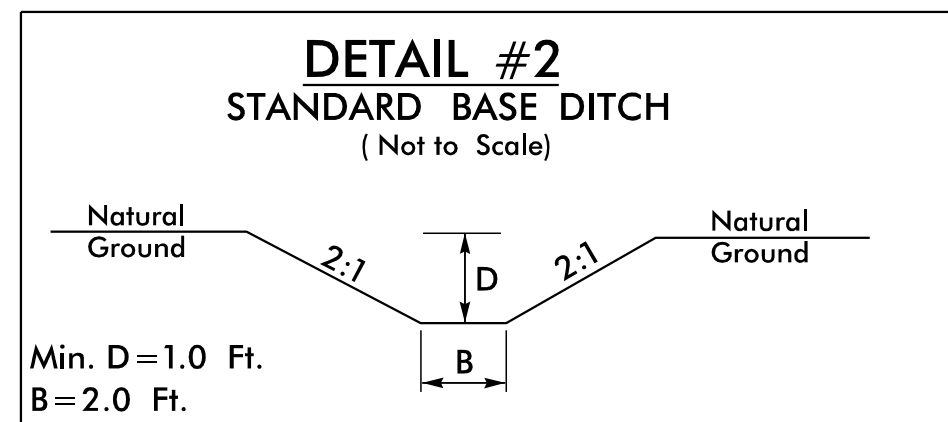 DETAIL #2
STANDARD BASE DITCH
( Not to Scale)
Natural
Ground
2:1
D
2:1
Natural
Ground
B
Min. D=1.0 Ft.
B=2.0 Ft.